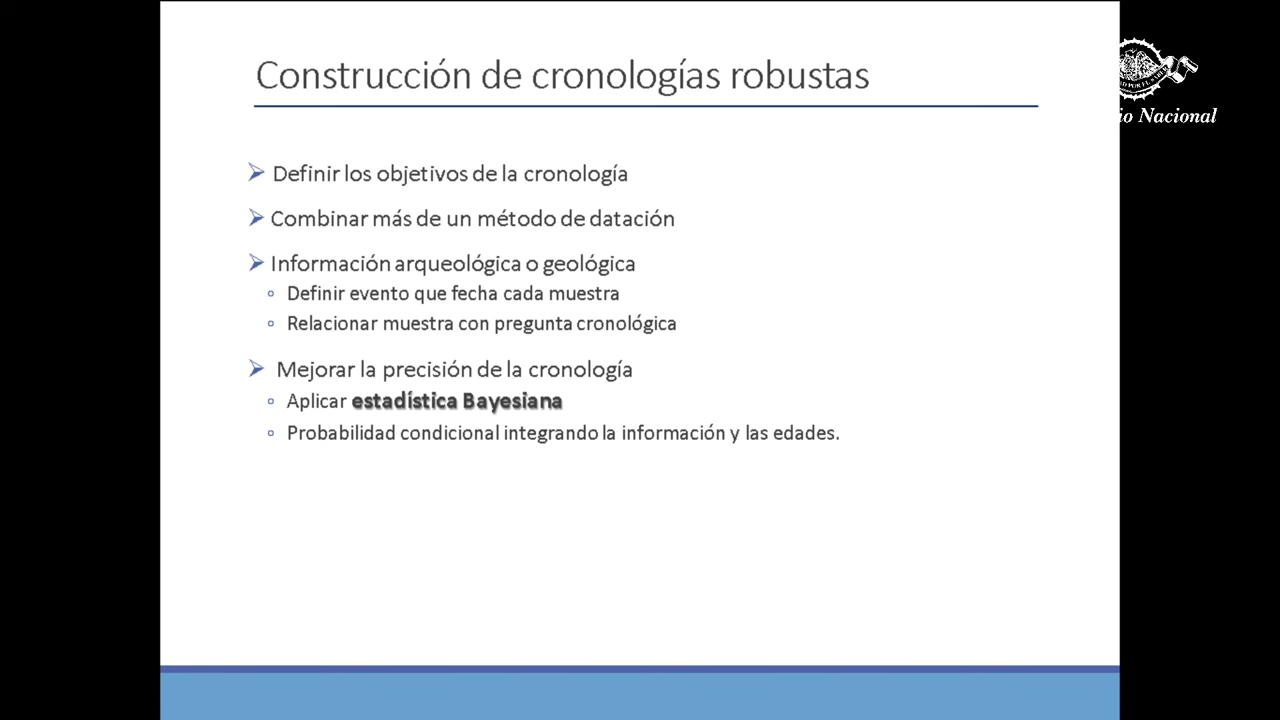 Construcción de cronologías robustas
Nacional
Definir los objetivos de la cronología
Combinar más de un método de datación
Información arqueológica o geológica
Definir evento que fecha cada muestra
Relacionar muestra con pregunta cronológica
Mejorar la precisión de la cronología
Aplicar estadística Bayesiana
Probabilidad condicional integrando la información y las edades.